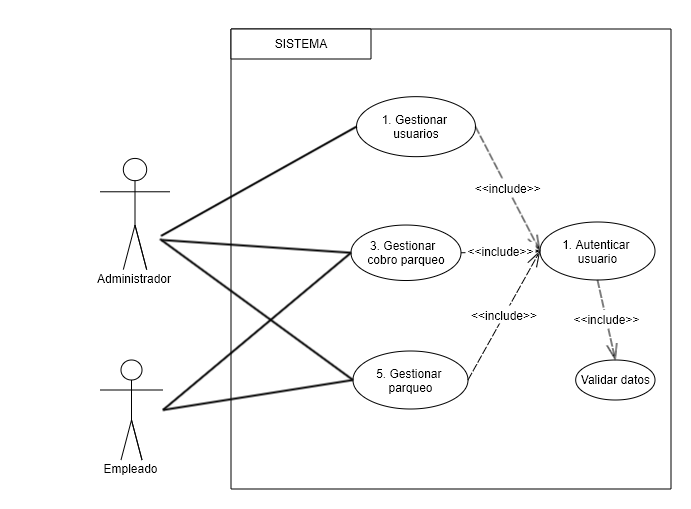 SISTEMA
1. Gestionar
usuarios
<<include>>
Administrador
3. Gestionar
cobro parqueo
<<include>>
1. Autenticar
usuario
<<include>>
<<include>>
5. Gestionar
parqueo
Validar datos
Empleado